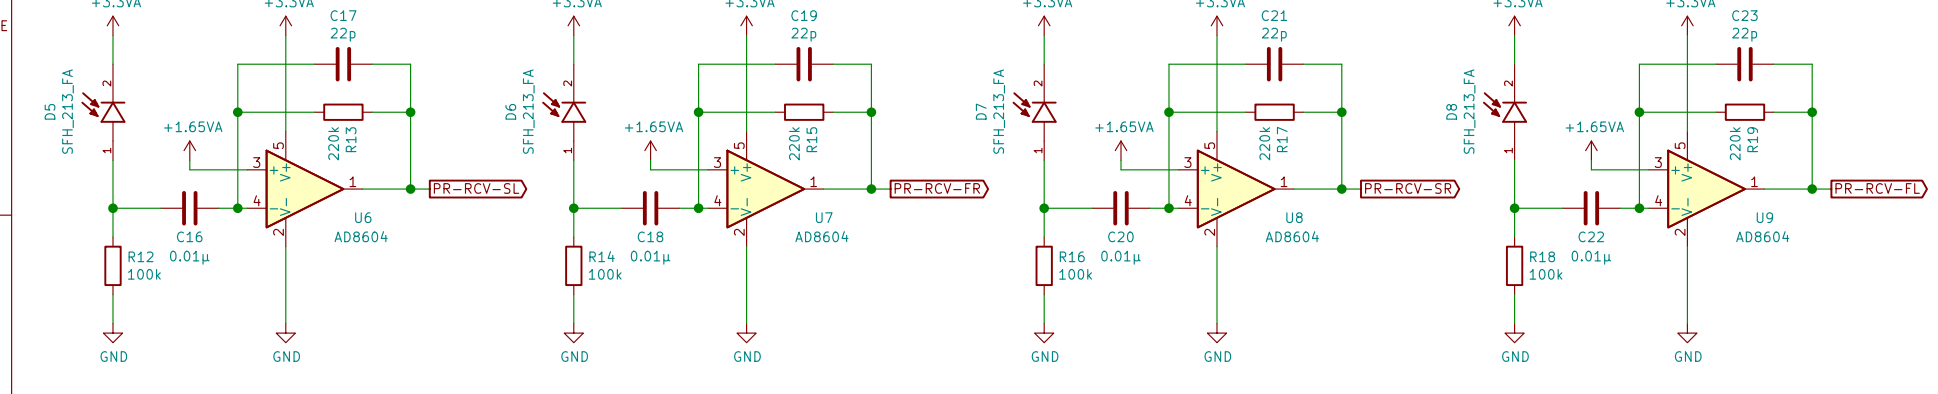 E
+3.3VA
+3.3VA
C17
22p
D5
SFH_213_FA
2
1
+1.65VA
220k
R13
5
3
+
V+
1
4
−
V-
2
PR-RCV-SL
U6
AD8604
C16
0.01µ
R12
100k
GND
GND
+3.3VA
+3.3VA
C19
22p
D6
SFH_213_FA
2
1
+1.65VA
220k
R15
5
3
+
V+
1
4
−
V-
2
PR-RCV-FR
U7
AD8604
C18
0.01µ
R14
100k
GND
GND
+3.3VA
+3.3VA
C21
22p
D7
SFH_213_FA
2
1
+1.65VA
220k
R17
5
3
+
V+
1
4
−
V-
2
PR-RCV-SR
U8
AD8604
C20
0.01µ
R16
100k
GND
GND
+3.3VA
+3.3VA
C23
22p
D8
SFH_213_FA
2
1
+1.65VA
220k
R19
5
3
+
V+
1
4
−
V-
2
PR-RCV-FL
U9
AD8604
C22
0.01µ
R18
100k
GND
GND